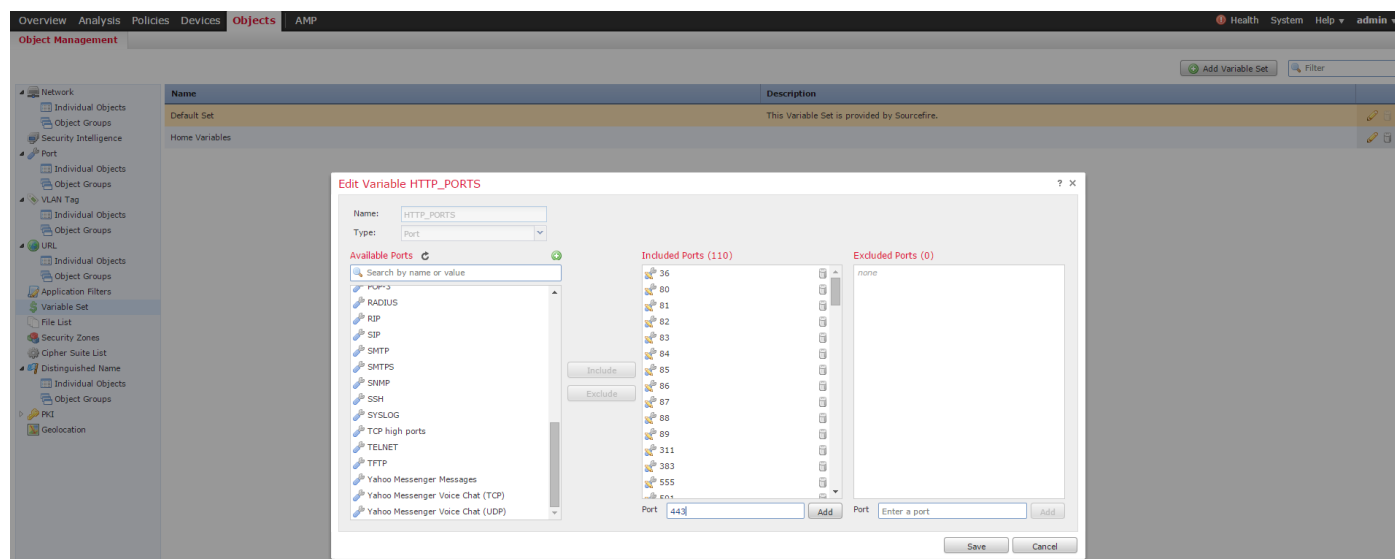 Overview Analysis Policies Devices Objects AMP Health System Help admin
Object Management
Add Variable Set Filter
Network
Individual Objects
Object Groups
Security Intelligence
Port
Individual Objects
Object Groups
VLAN Tag
Individual Objects
Object Groups
URL
Individual Objects
Object Groups
Application Filters
Variable Set
File List
Security Zones
Cipher Suite List
Distinguished Name
Individual Objects
Object Groups
PKI
Geolocation
Name Description
Default Set This Variable Set is provided by Sourcefire.
Home Variables
Edit Variable HTTP_PORTS ? ×
Name: HTTP_PORTS
Type: Port
Available Ports
Search by name or value
POP-3
RADIUS
RIP
SIP
SMTP
SMTPS
SNMP
SSH
SYSLOG
TCP high ports
TELNET
TFTP
Yahoo Messenger Messages
Yahoo Messenger Voice Chat (TCP)
Yahoo Messenger Voice Chat (UDP)
Include
Exclude
Included Ports (110)
36
80
81
82
83
84
85
86
87
88
89
311
383
555
591
Port 443 Add
Excluded Ports (0)
none
Port Enter a port Add
Save Cancel